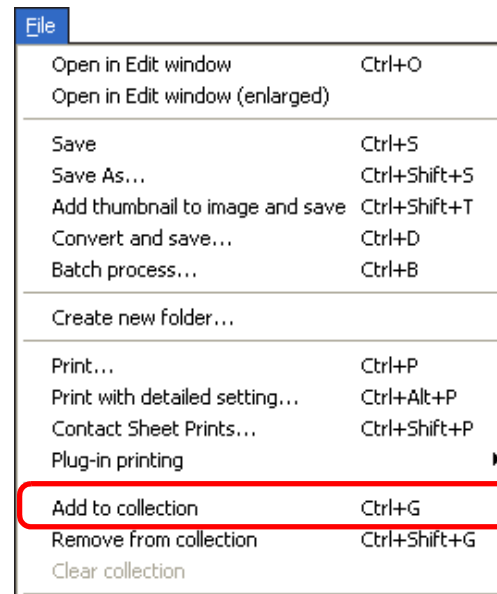 File
Open in Edit window Ctrl+O
Open in Edit window (enlarged)
Save Ctrl+S
Save As... Ctrl+Shift+S
Add thumbnail to image and save Ctrl+Shift+T
Convert and save... Ctrl+D
Batch process... Ctrl+B
Create new folder...
Print... Ctrl+P
Print with detailed setting... Ctrl+Alt+P
Contact Sheet Prints... Ctrl+Shift+P
Plug-in printing
Add to collection Ctrl+G
Remove from collection Ctrl+Shift+G
Clear collection